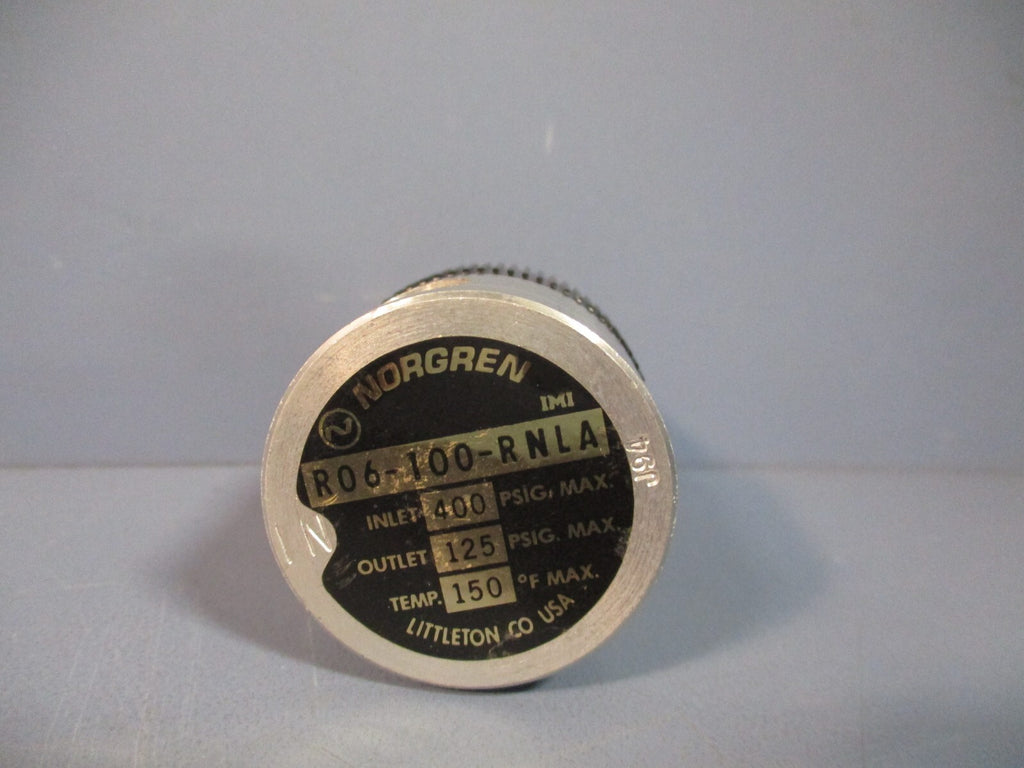 NORGREN
IMI
R06-100-RNLA
INLET 400 PSIG, MAX.
OUTLET 125 PSIG. MAX.
TEMP. 150 °F MAX.
LITTLETON CO USA
J94
N